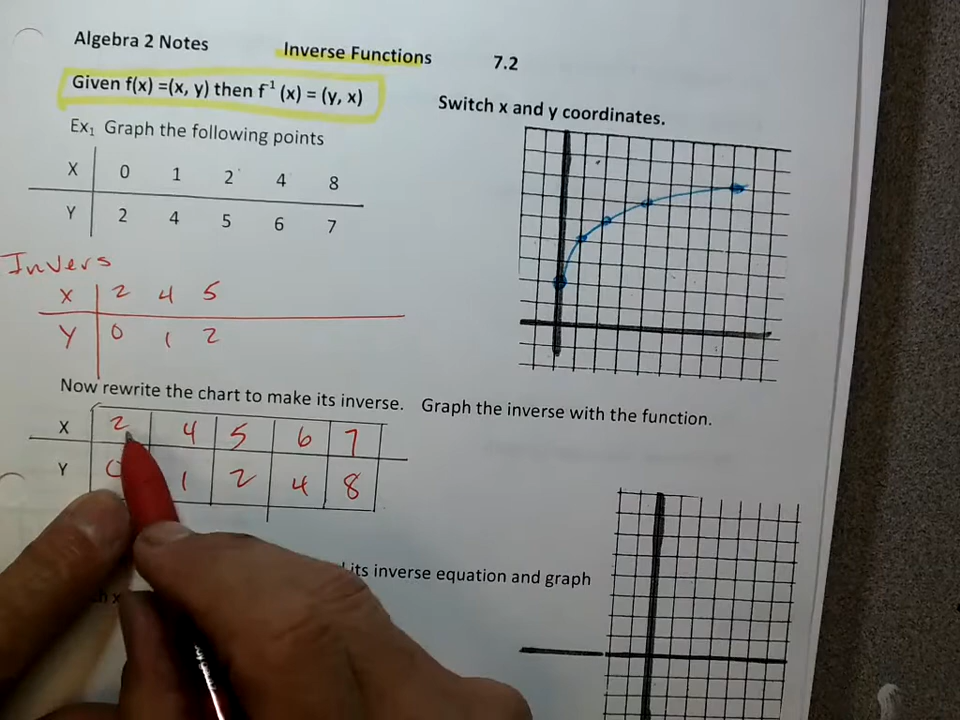 Algebra 2 Notes Inverse Functions 7.2
Given f(x) =(x, y) then f⁻¹ (x) = (y, x)
Switch x and y coordinates.
Ex₁ Graph the following points
X 0 1 2 4 8
Y 2 4 5 6 7
Invers
X 2 4 5
Y 0 1 2
Now rewrite the chart to make its inverse. Graph the inverse with the function.
X 2 4 5 6 7
Y 0 1 2 4 8
its inverse equation and graph